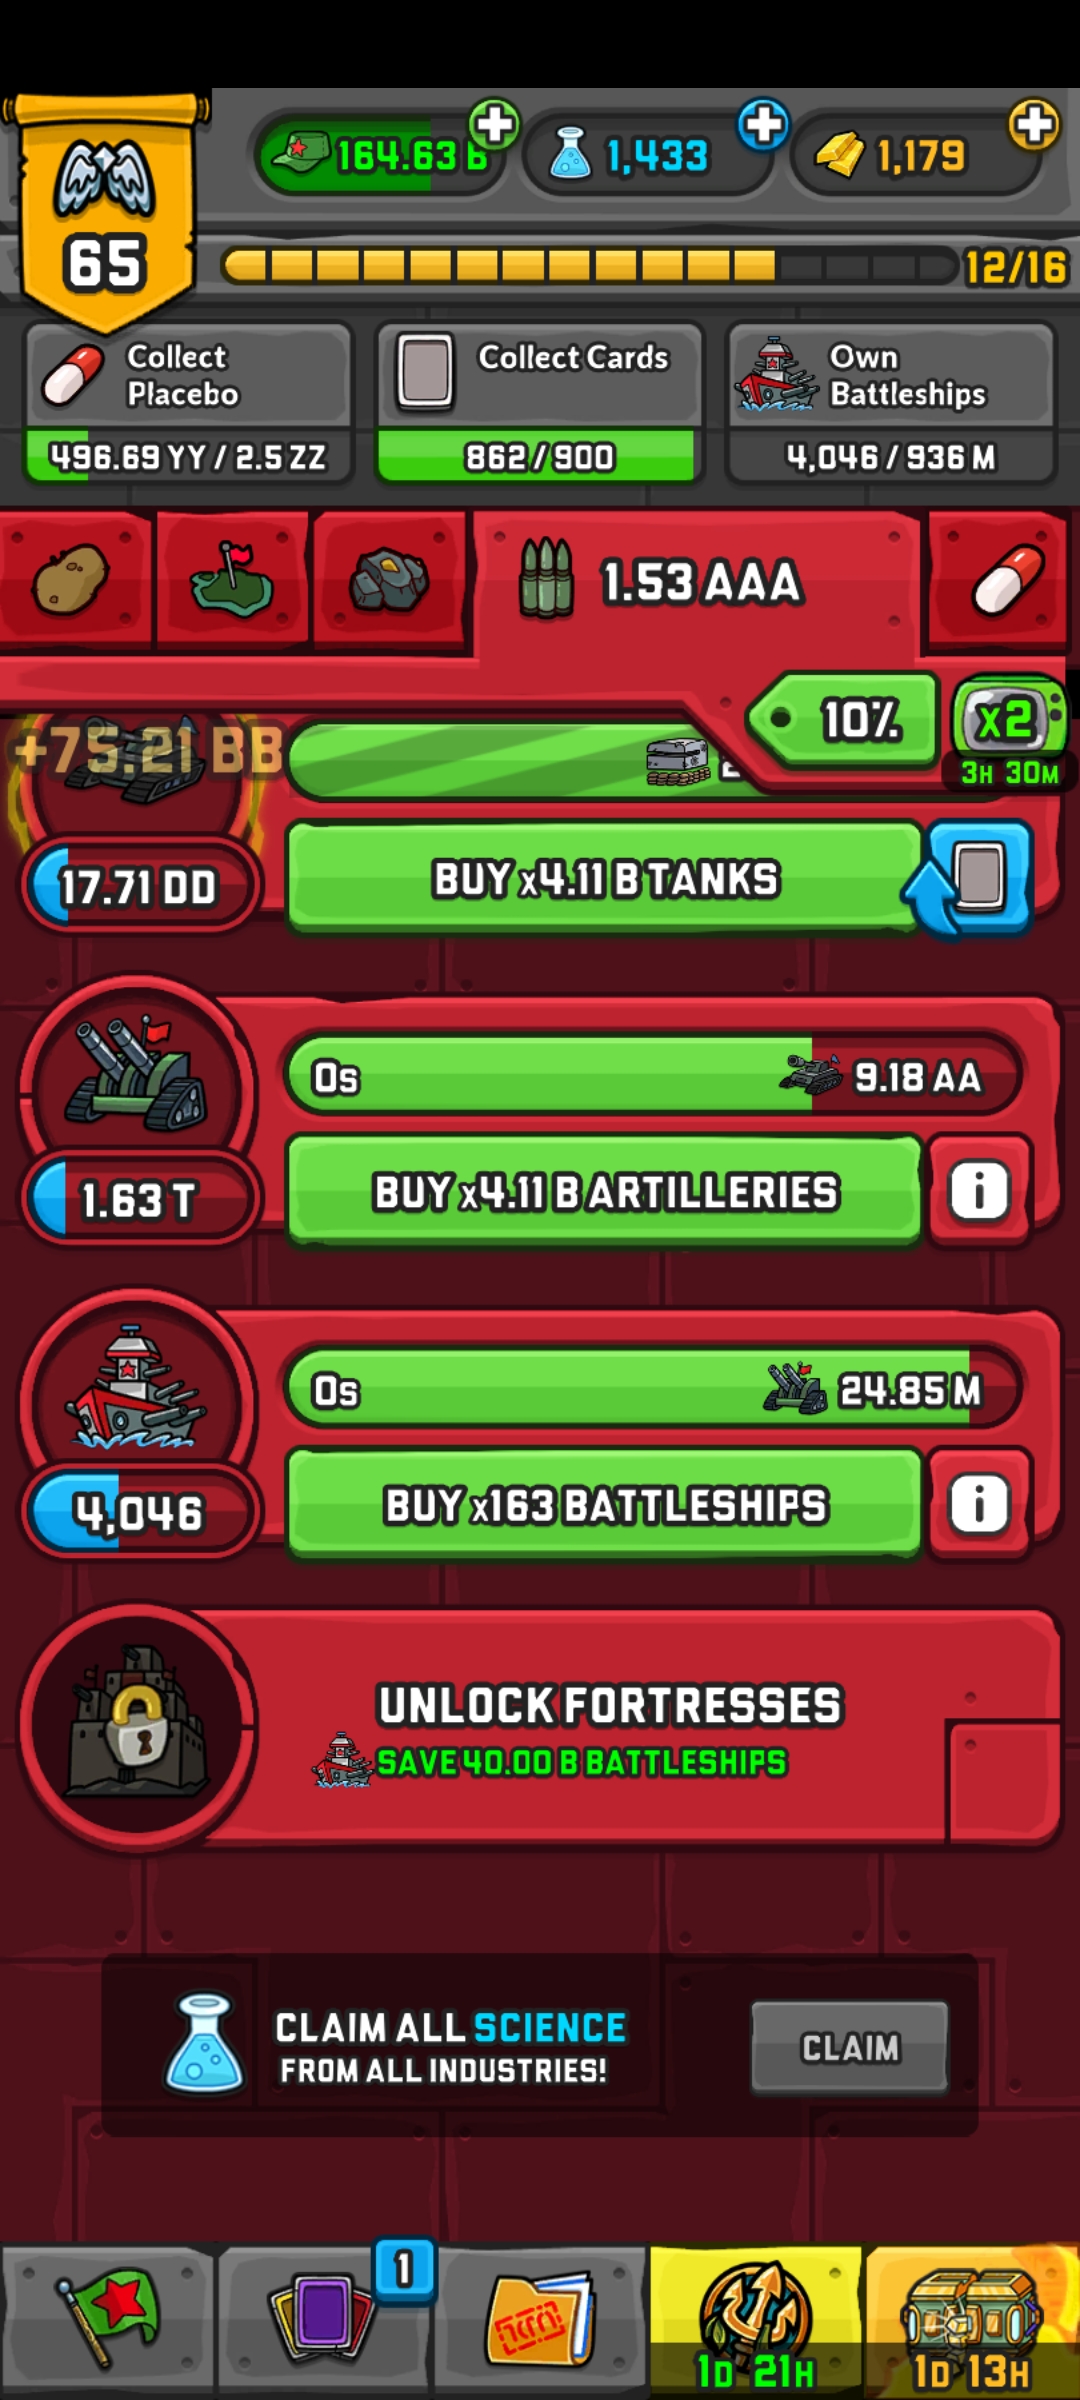 164.63 B
1,433
1,179
65
12/16
Collect
Placebo
Collect Cards
Own
Battleships
496.69 YY / 2.5 ZZ
862/900
4,046/936 M
1.53 AAA
10%
X2
3H 30M
+75.21 BB
17.71 DD
BUY x4.11 B TANKS
0s
9.18 AA
1.63 T
BUY x4.11 B ARTILLERIES
i
0s
24.85 M
4,046
BUY x163 BATTLESHIPS
i
UNLOCK FORTRESSES
SAVE 40.00 B BATTLESHIPS
CLAIM ALL SCIENCE
FROM ALL INDUSTRIES!
CLAIM
1
1D 21H
1D 13H